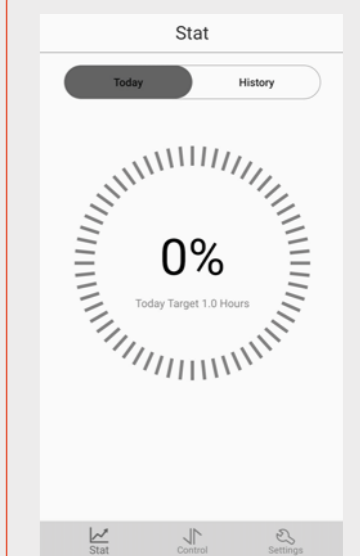 Stat
Today History
0%
Today Target 1.0 Hours
Stat Control Settings